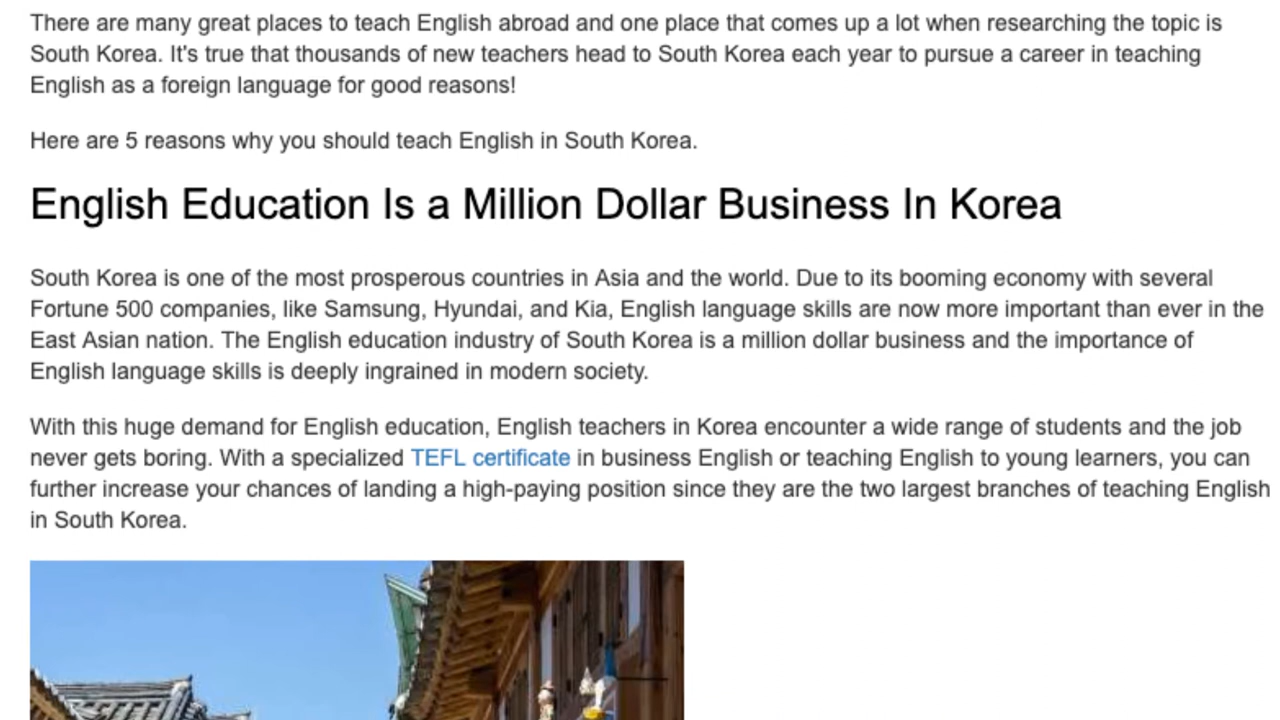 There are many great places to teach English abroad and one place that comes up a lot when researching the topic is
South Korea. It's true that thousands of new teachers head to South Korea each year to pursue a career in teaching
English as a foreign language for good reasons!
Here are 5 reasons why you should teach English in South Korea.
English Education Is a Million Dollar Business In Korea
South Korea is one of the most prosperous countries in Asia and the world. Due to its booming economy with several
Fortune 500 companies, like Samsung, Hyundai, and Kia, English language skills are now more important than ever in the
East Asian nation. The English education industry of South Korea is a million dollar business and the importance of
English language skills is deeply ingrained in modern society.
With this huge demand for English education, English teachers in Korea encounter a wide range of students and the job
never gets boring. With a specialized TEFL certificate in business English or teaching English to young learners, you can
further increase your chances of landing a high-paying position since they are the two largest branches of teaching English
in South Korea.